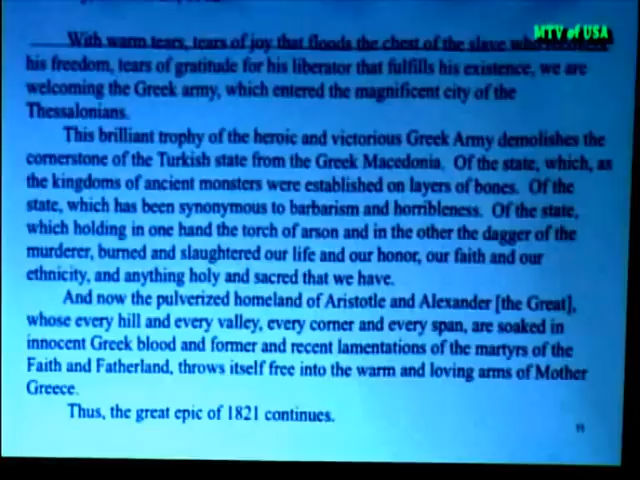 MTV of USA
With warm tears, tears of joy that floods the chest of the slave
his freedom, tears of gratitude for his liberator that fulfills his existence, we are
welcoming the Greek army, which entered the magnificent city of the
Thessalonians.
This brilliant trophy of the heroic and victorious Greek Army demolishes the
cornerstone of the Turkish state from the Greek Macedonia. Of the state, which, as
the kingdoms of ancient monsters were established on layers of bones. Of the
state, which has been synonymous to barbarism and horribleness. Of the state,
which holding in one hand the torch of arson and in the other the dagger of the
murderer, burned and slaughtered our life and our honor, our faith and our
ethnicity, and anything holy and sacred that we have.
And now the pulverized homeland of Aristotle and Alexander [the Great],
whose every hill and every valley, every corner and every span, are soaked in
innocent Greek blood and former and recent lamentations of the martyrs of the
Faith and Fatherland, throws itself free into the warm and loving arms of Mother
Greece.
Thus, the great epic of 1821 continues.